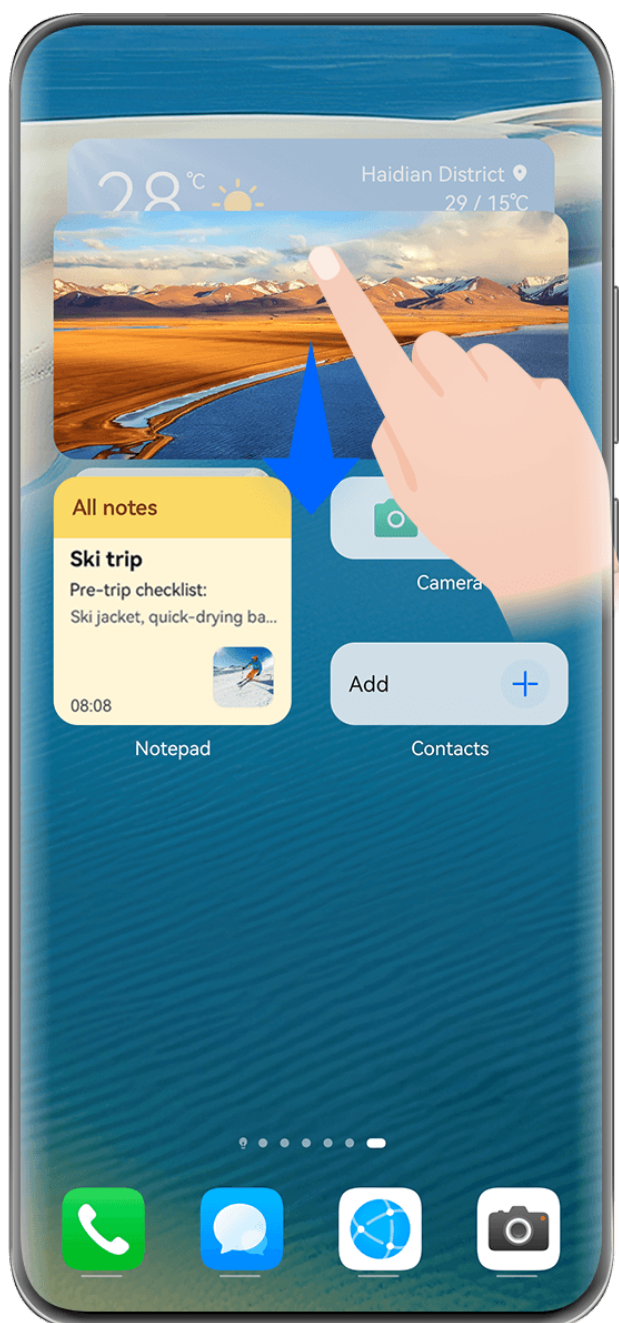 28℃
Haidian District
29 / 15℃
All notes
Ski trip
Pre-trip checklist:
Ski jacket, quick-drying ba...
08:08
Camera
Add
Notepad
Contacts